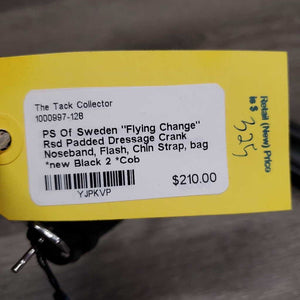 The Tack Collector
1000997-128
PS Of Sweden "Flying Change"
Rsd Padded Dressage Crank
Noseband, Flash, Chin Strap, bag
*new Black 2 *Cob
$210.00
YJPKVP
Retail (New) Price
is $ 325